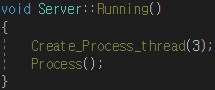 void Server::Running()
{
Create_Process_thread(3);
Process();
}